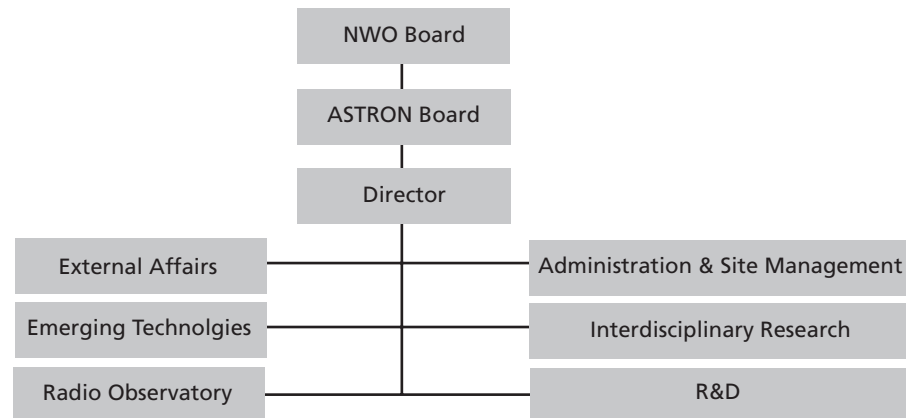 NWO Board
ASTRON Board
Director
External Affairs
Administration & Site Management
Emerging Technolgies
Interdisciplinary Research
Radio Observatory
R&D